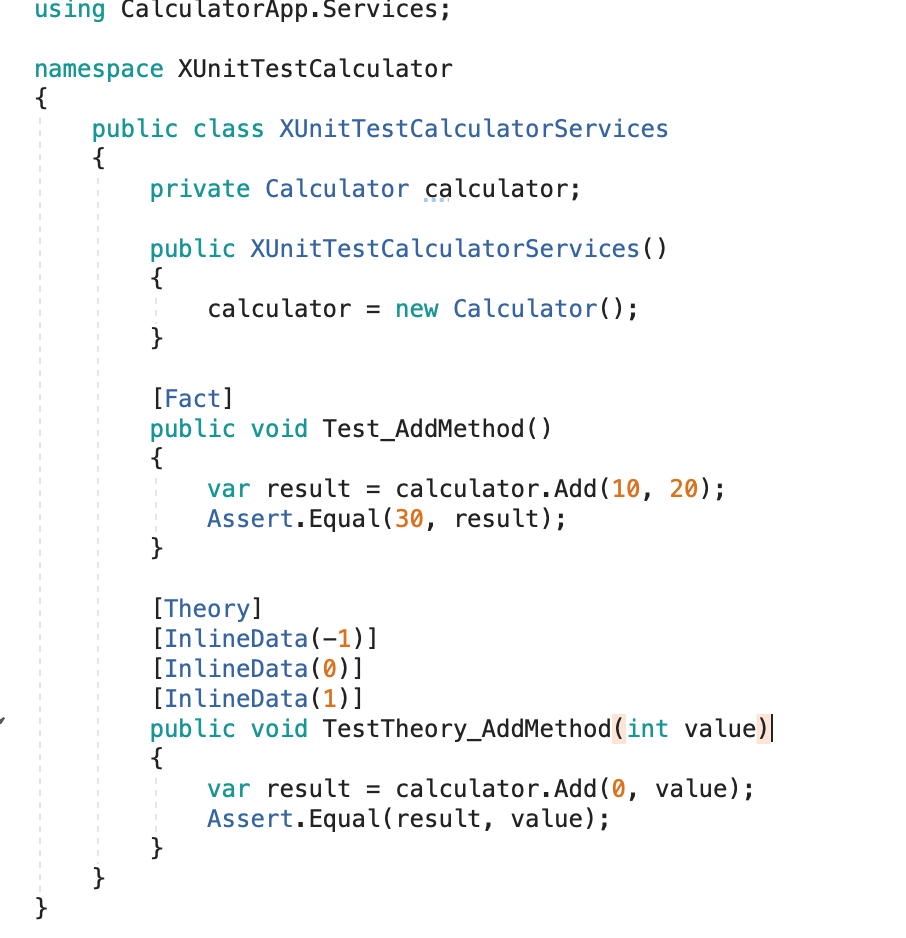 using CalculatorApp.Services;
namespace XUnitTestCalculator
{
public class XUnitTestCalculatorServices
{
private Calculator calculator;
public XUnitTestCalculatorServices()
{
calculator = new Calculator();
}
[Fact]
public void Test_AddMethod()
{
var result = calculator.Add(10, 20);
Assert.Equal(30, result);
}
[Theory]
[InlineData(-1)]
[InlineData(0)]
[InlineData(1)]
public void TestTheory_AddMethod(int value)
{
var result = calculator.Add(0, value);
Assert.Equal(result, value);
}
}
}